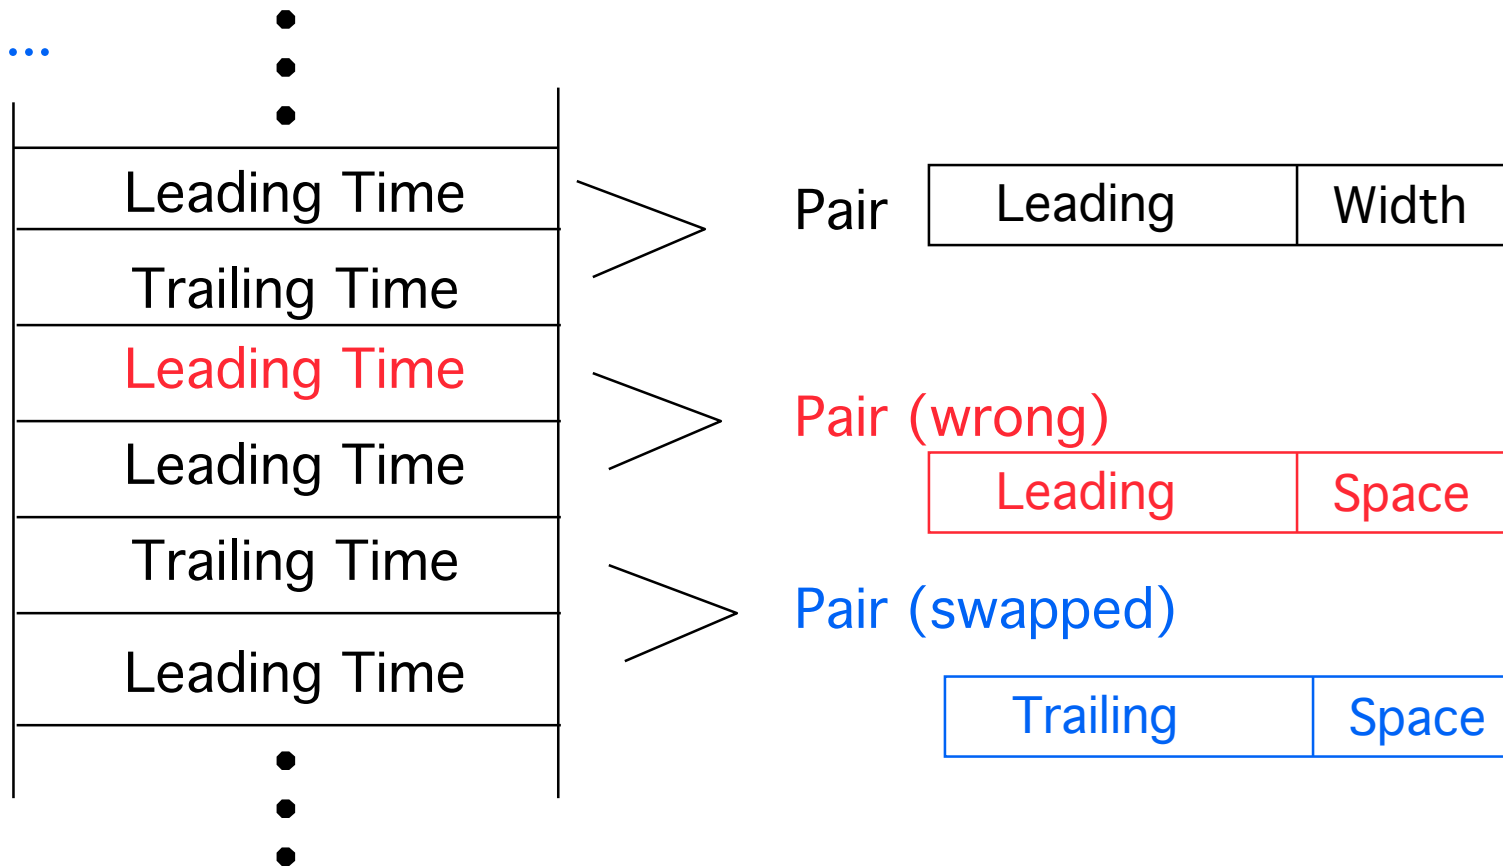 ...
Leading Time
Trailing Time
Leading Time
Leading Time
Trailing Time
Leading Time
Pair
Leading Width
Pair (wrong)
Leading Space
Pair (swapped)
Trailing Space